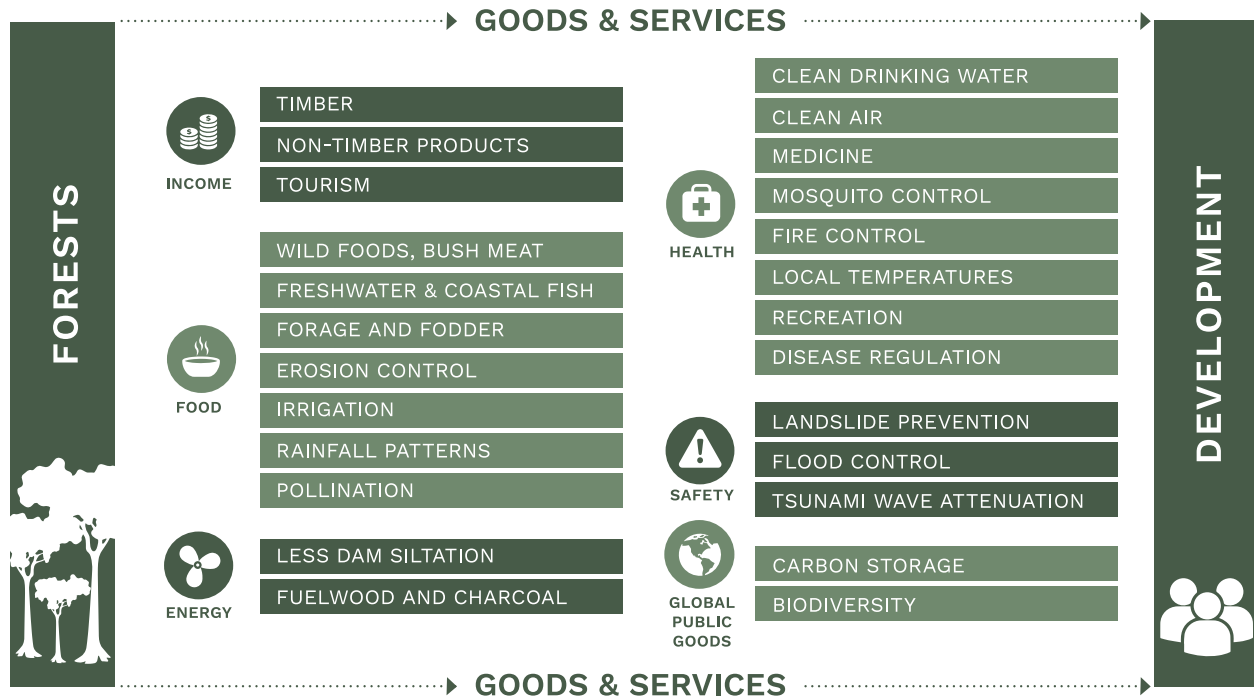 GOODS & SERVICES
FORESTS
INCOME
TIMBER
NON-TIMBER PRODUCTS
TOURISM
FOOD
WILD FOODS, BUSH MEAT
FRESHWATER & COASTAL FISH
FORAGE AND FODDER
EROSION CONTROL
IRRIGATION
RAINFALL PATTERNS
POLLINATION
ENERGY
LESS DAM SILTATION
FUELWOOD AND CHARCOAL
HEALTH
CLEAN DRINKING WATER
CLEAN AIR
MEDICINE
MOSQUITO CONTROL
FIRE CONTROL
LOCAL TEMPERATURES
RECREATION
DISEASE REGULATION
SAFETY
LANDSLIDE PREVENTION
FLOOD CONTROL
TSUNAMI WAVE ATTENUATION
GLOBAL
PUBLIC
GOODS
CARBON STORAGE
BIODIVERSITY
DEVELOPMENT
GOODS & SERVICES